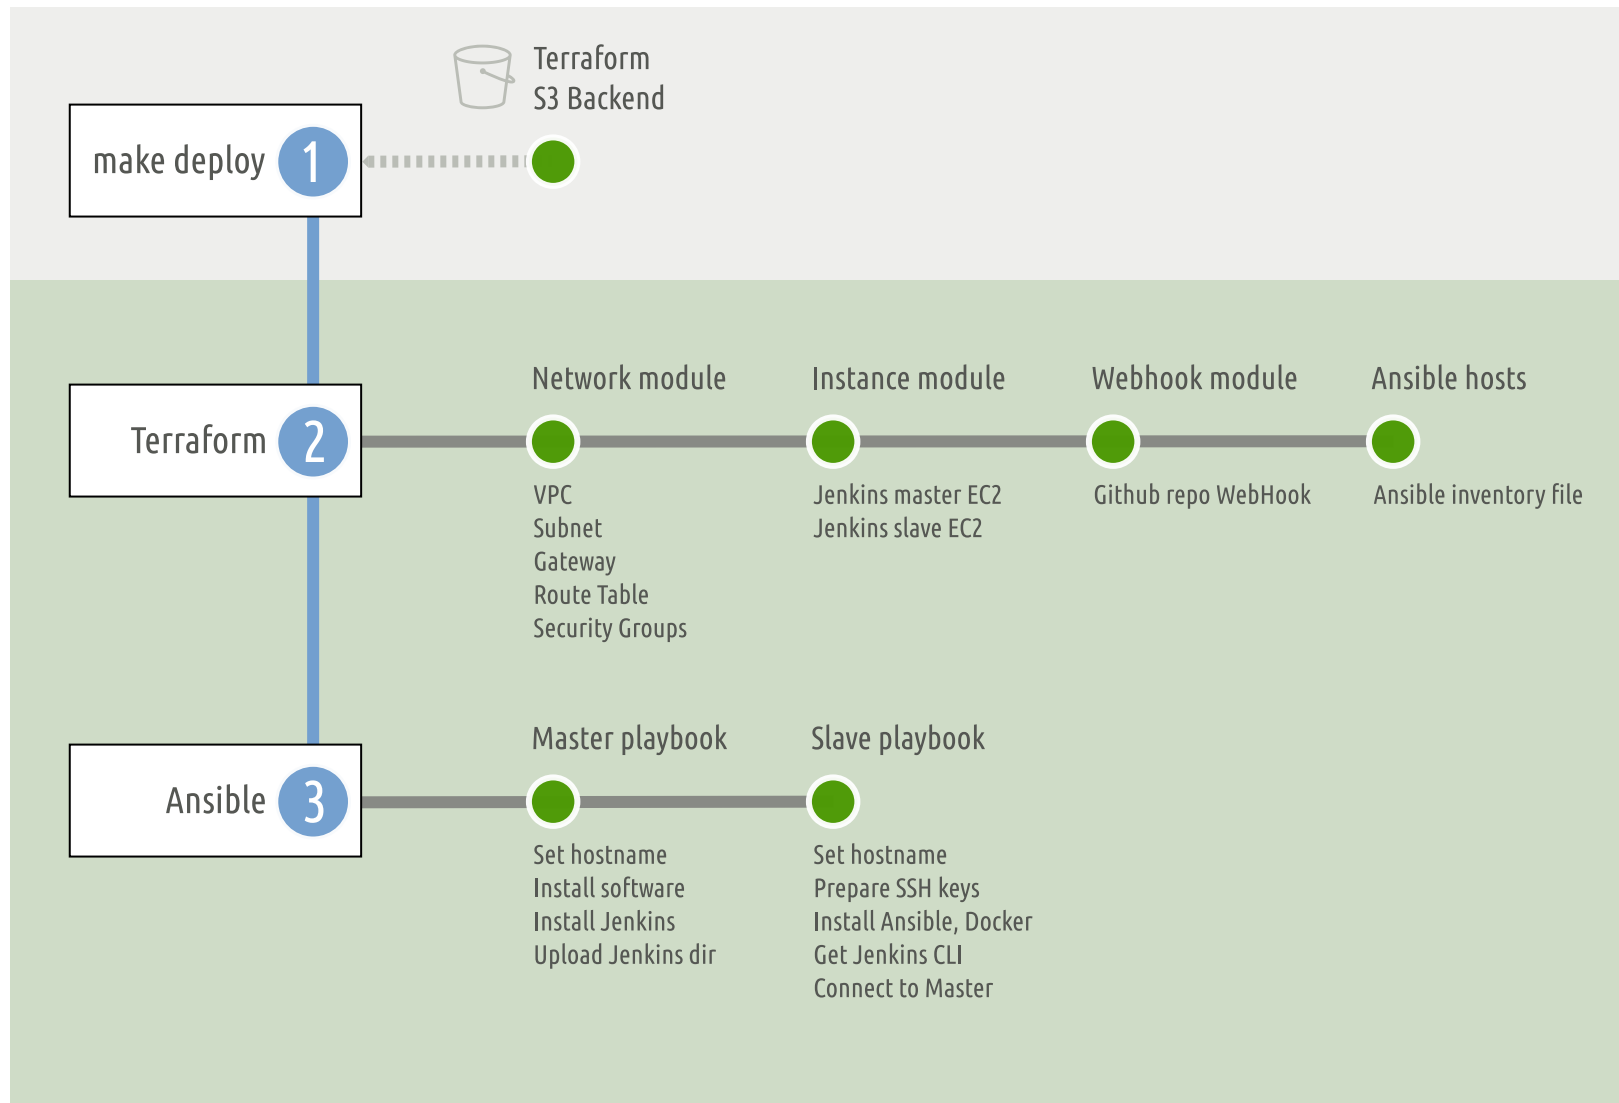 Terraform
S3 Backend
make deploy 1
Network module
Instance module
Webhook module
Ansible hosts
Terraform 2
VPC
Subnet
Gateway
Route Table
Security Groups
Jenkins master EC2
Jenkins slave EC2
Github repo WebHook
Ansible inventory file
Master playbook
Slave playbook
Ansible 3
Set hostname
Install software
Install Jenkins
Upload Jenkins dir
Set hostname
Prepare SSH keys
Install Ansible, Docker
Get Jenkins CLI
Connect to Master